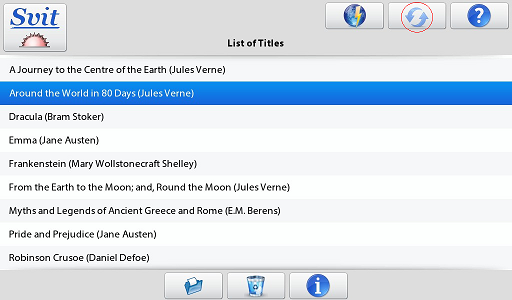 Svit
List of Titles
A Journey to the Centre of the Earth (Jules Verne)
Around the World in 80 Days (Jules Verne)
Dracula (Bram Stoker)
Emma (Jane Austen)
Frankenstein (Mary Wollstonecraft Shelley)
From the Earth to the Moon; and, Round the Moon (Jules Verne)
Myths and Legends of Ancient Greece and Rome (E.M. Berens)
Pride and Prejudice (Jane Austen)
Robinson Crusoe (Daniel Defoe)